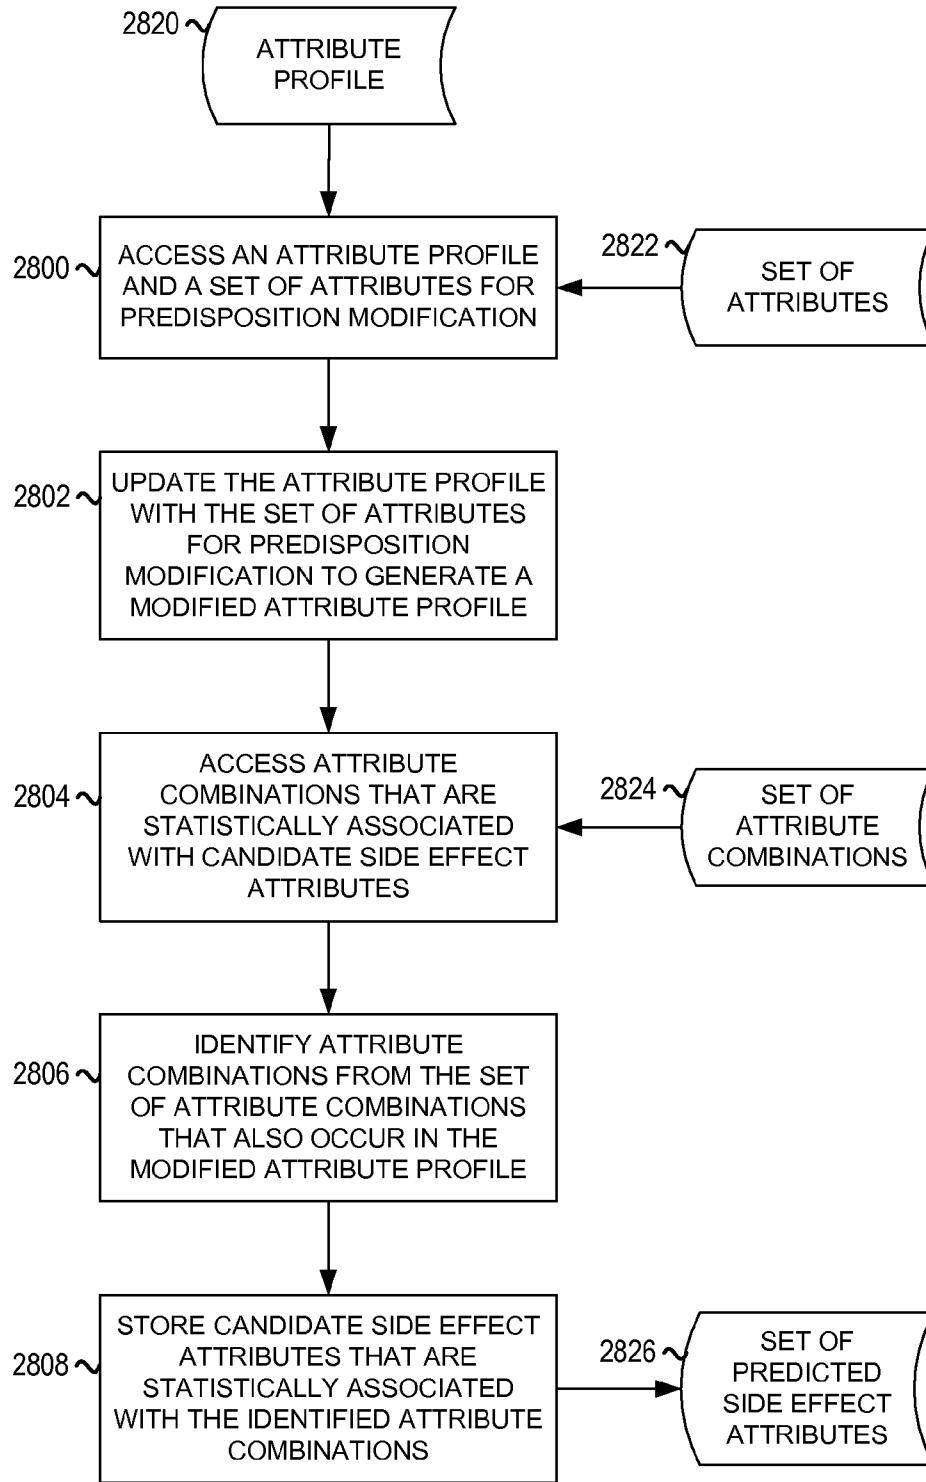 2820
ATTRIBUTE
PROFILE
2800
ACCESS AN ATTRIBUTE PROFILE
AND A SET OF ATTRIBUTES FOR
PREDISPOSITION MODIFICATION
2822
SET OF
ATTRIBUTES
2802
UPDATE THE ATTRIBUTE PROFILE
WITH THE SET OF ATTRIBUTES
FOR PREDISPOSITION
MODIFICATION TO GENERATE A
MODIFIED ATTRIBUTE PROFILE
2804
ACCESS ATTRIBUTE
COMBINATIONS THAT ARE
STATISTICALLY ASSOCIATED
WITH CANDIDATE SIDE EFFECT
ATTRIBUTES
2824
SET OF
ATTRIBUTE
COMBINATIONS
2806
IDENTIFY ATTRIBUTE
COMBINATIONS FROM THE SET
OF ATTRIBUTE COMBINATIONS
THAT ALSO OCCUR IN THE
MODIFIED ATTRIBUTE PROFILE
2808
STORE CANDIDATE SIDE EFFECT
ATTRIBUTES THAT ARE
STATISTICALLY ASSOCIATED
WITH THE IDENTIFIED ATTRIBUTE
COMBINATIONS
2826
SET OF
PREDICTED
SIDE EFFECT
ATTRIBUTES